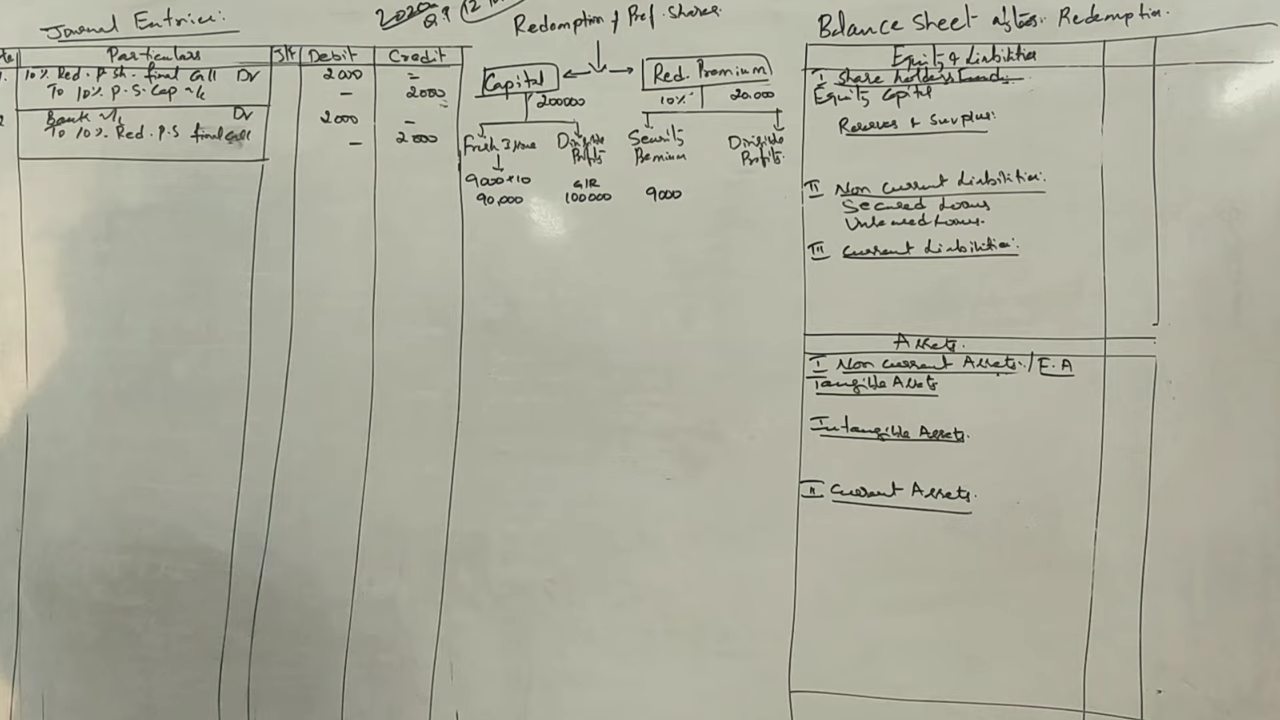 Journal Entries:
2020
Q.9
Particulars J/F Debit Credit
1. 10% Red. P. Sh. final call Dr 2000 -
To 10% P. S. Cap A/c - 2000
Bank A/c Dr 2000 -
To 10% Red. P.S final call - 2000
Redemption of Pref. Shares
Capital Red. Premium
200000 10% 20,000
Fresh Issue Divisible Profits Security Premium Divisible Profits
9000×10 G/R
90,000 100000 9000
Balance Sheet after Redemption
Equity & Liabilities
I Share holders Funds
Equity Capital
Reserves & Surplus:
II Non current Liabilities:
Secured Loans
Unsecured Loans.
III Current Liabilities:
Assets.
I Non current Assets:/F.A
Tangible Assets
Intangible Assets.
II Current Assets.